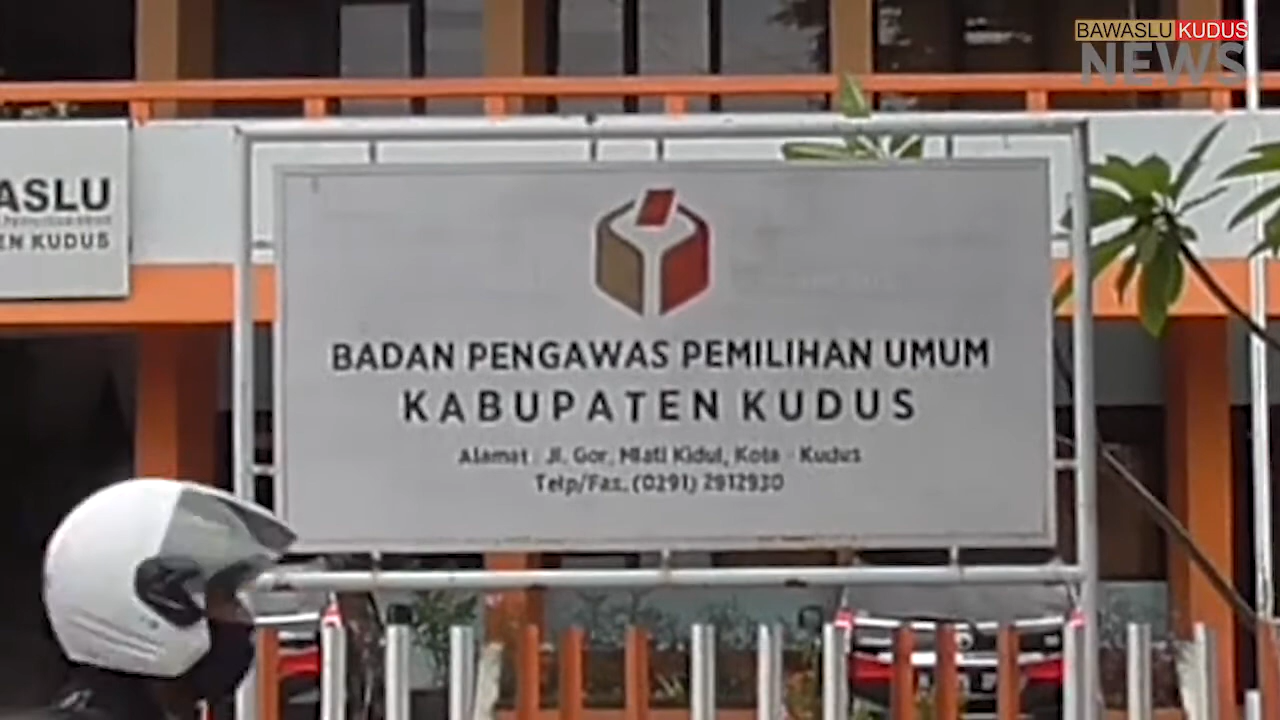 BAWASLU KUDUS
NEWS
ASLU
EN KUDUS
BADAN PENGAWAS PEMILIHAN UMUM
KABUPATEN KUDUS
Alamat : Jl. Gor. Mlati Kidul, Kota - Kudus
Telp/Fax. (0291) 2912930